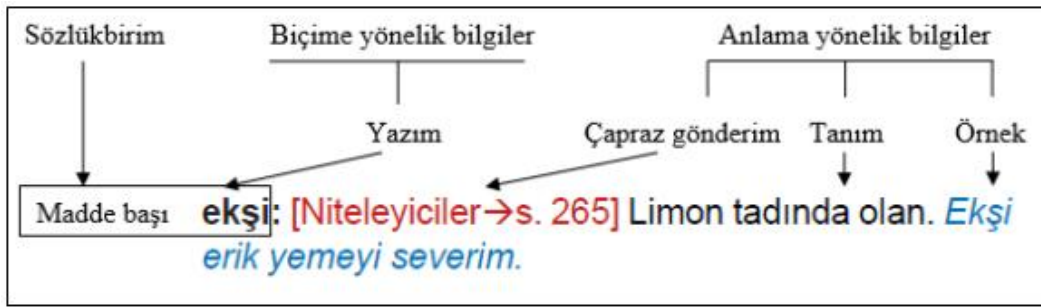 Sözlükbirim Biçime yönelik bilgiler Anlama yönelik bilgiler
Yazım Çapraz gönderim Tanım Örnek
Madde başı ekşi: [Niteleyiciler→s. 265] Limon tadında olan. Ekşi
erik yemeyi severim.